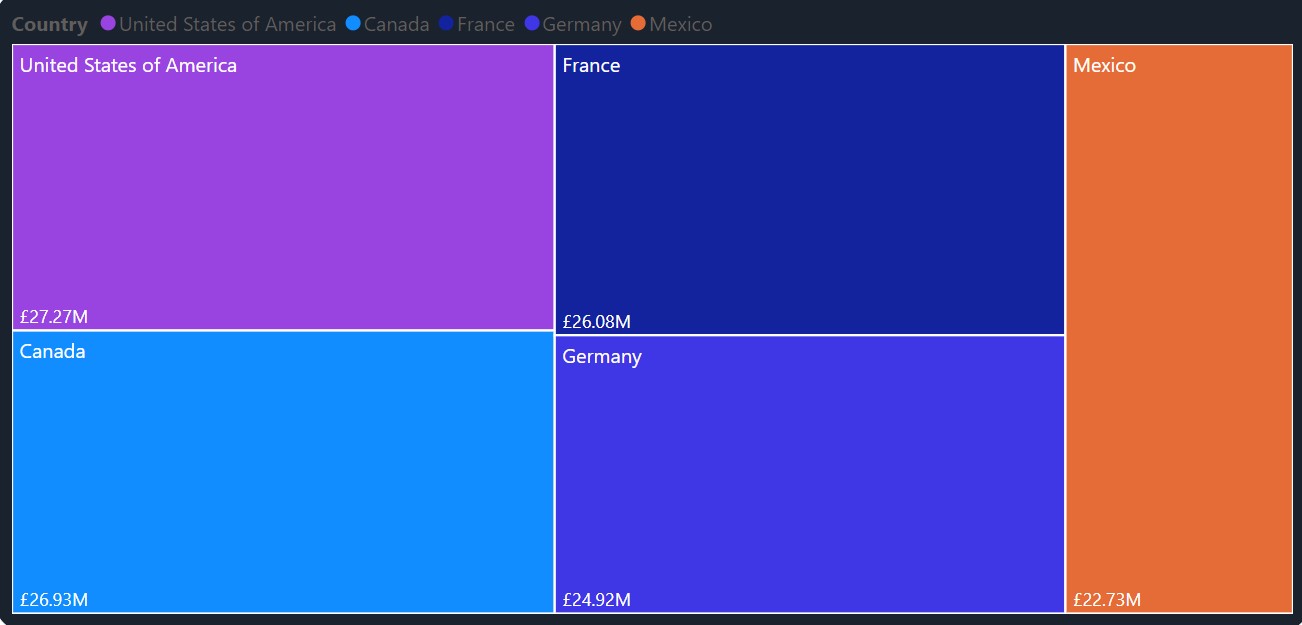 Country United States of America Canada France Germany Mexico
United States of America
£27.27M
Canada
£26.93M
France
£26.08M
Germany
£24.92M
Mexico
£22.73M